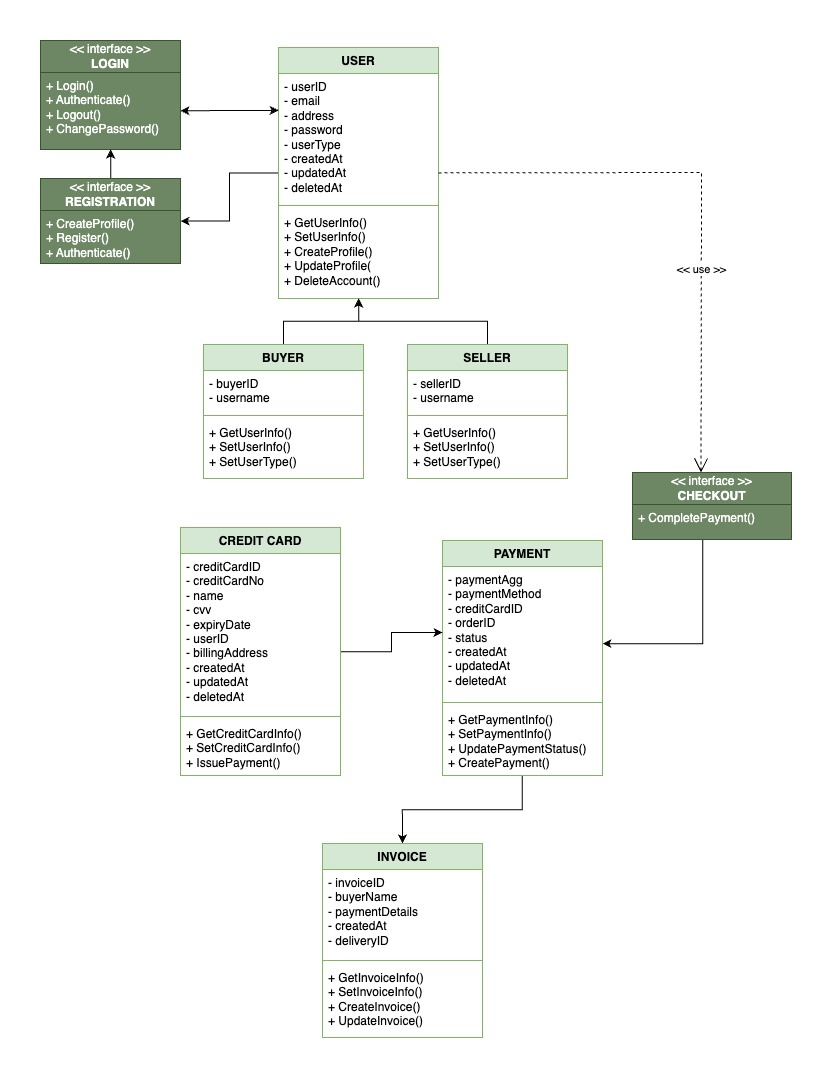 << interface >>
LOGIN
+ Login()
+ Authenticate()
+ Logout()
+ ChangePassword()
<< interface >>
REGISTRATION
+ CreateProfile()
+ Register()
+ Authenticate()
USER
- userID
- email
- address
- password
- userType
- createdAt
- updatedAt
- deletedAt
+ GetUserInfo()
+ SetUserInfo()
+ CreateProfile()
+ UpdateProfile(
+ DeleteAccount()
<< use >>
BUYER
- buyerID
- username
+ GetUserInfo()
+ SetUserInfo()
+ SetUserType()
SELLER
- sellerID
- username
+ GetUserInfo()
+ SetUserInfo()
+ SetUserType()
<< interface >>
CHECKOUT
+ CompletePayment()
CREDIT CARD
- creditCardID
- creditCardNo
- name
- cvv
- expiryDate
- userID
- billingAddress
- createdAt
- updatedAt
- deletedAt
+ GetCreditCardInfo()
+ SetCreditCardInfo()
+ IssuePayment()
PAYMENT
- paymentAgg
- paymentMethod
- creditCardID
- orderID
- status
- createdAt
- updatedAt
- deletedAt
+ GetPaymentInfo()
+ SetPaymentInfo()
+ UpdatePaymentStatus()
+ CreatePayment()
INVOICE
- invoiceID
- buyerName
- paymentDetails
- createdAt
- deliveryID
+ GetInvoiceInfo()
+ SetInvoiceInfo()
+ CreateInvoice()
+ UpdateInvoice()